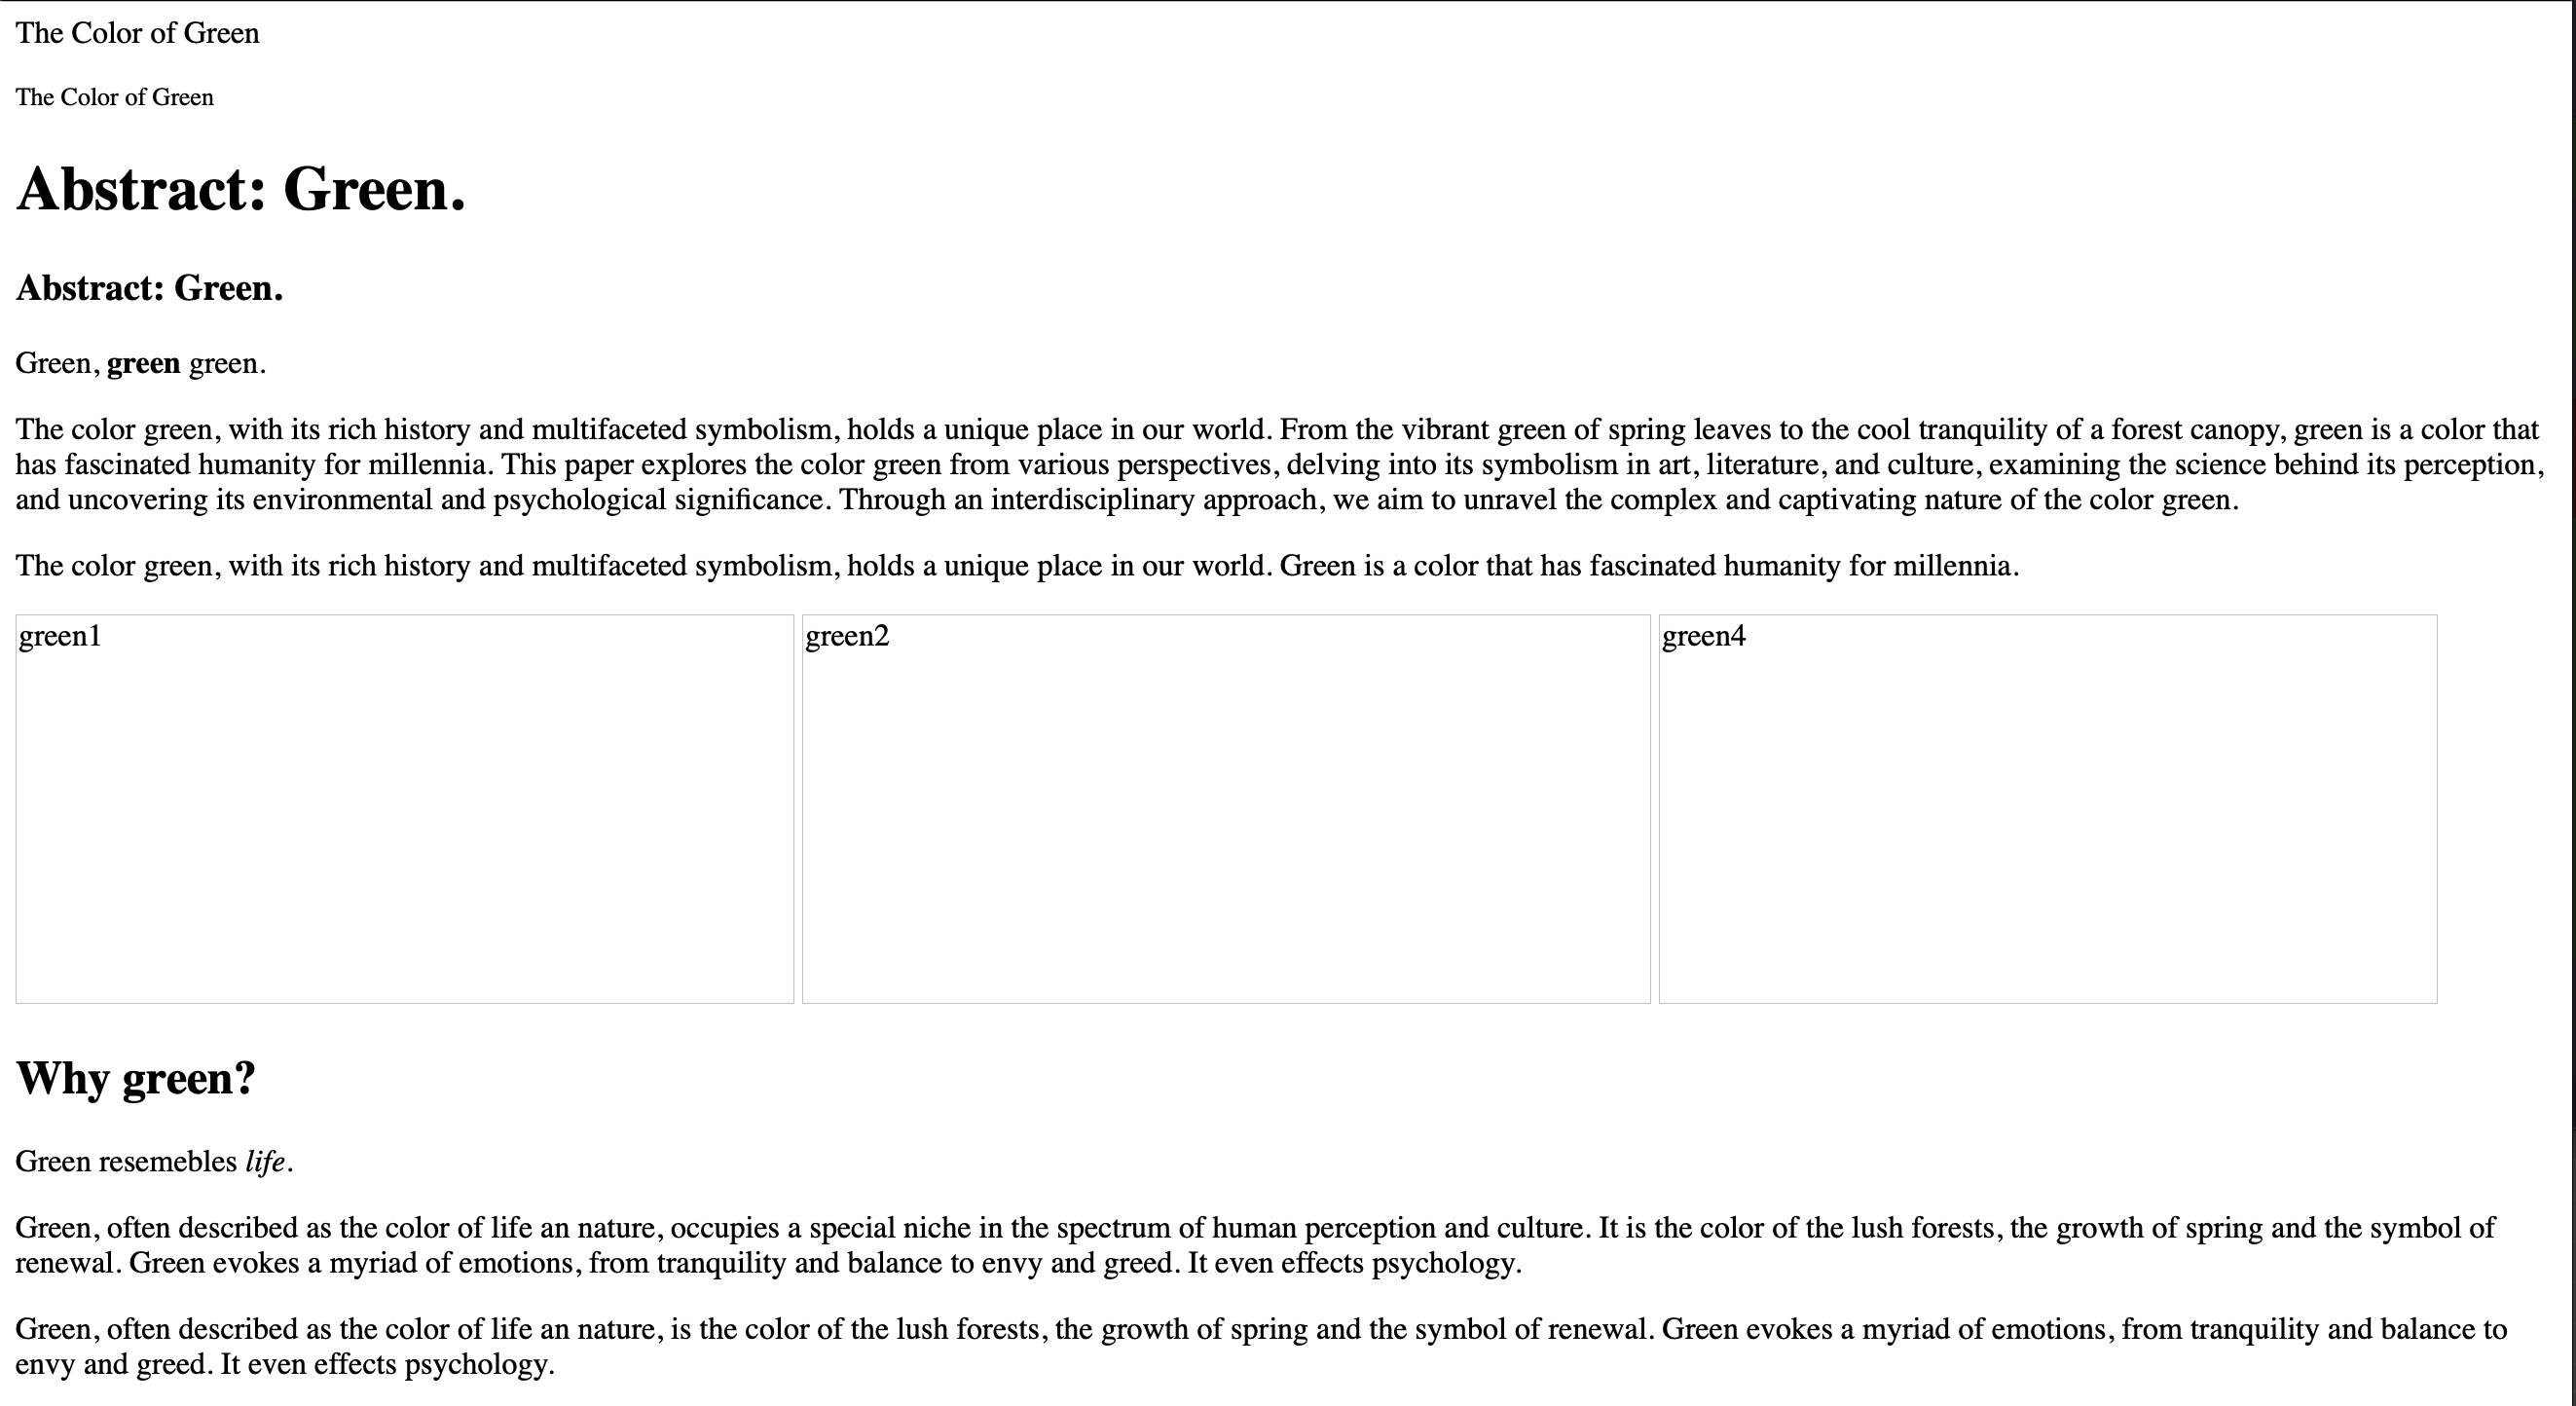 The Color of Green
The Color of Green
Abstract: Green.
Abstract: Green.
Green, green green.
The color green, with its rich history and multifaceted symbolism, holds a unique place in our world. From the vibrant green of spring leaves to the cool tranquility of a forest canopy, green is a color that
has fascinated humanity for millennia. This paper explores the color green from various perspectives, delving into its symbolism in art, literature, and culture, examining the science behind its perception,
and uncovering its environmental and psychological significance. Through an interdisciplinary approach, we aim to unravel the complex and captivating nature of the color green.
The color green, with its rich history and multifaceted symbolism, holds a unique place in our world. Green is a color that has fascinated humanity for millennia.
green1 green2 green4
Why green?
Green resemebles life.
Green, often described as the color of life an nature, occupies a special niche in the spectrum of human perception and culture. It is the color of the lush forests, the growth of spring and the symbol of
renewal. Green evokes a myriad of emotions, from tranquility and balance to envy and greed. It even effects psychology.
Green, often described as the color of life an nature, is the color of the lush forests, the growth of spring and the symbol of renewal. Green evokes a myriad of emotions, from tranquility and balance to
envy and greed. It even effects psychology.